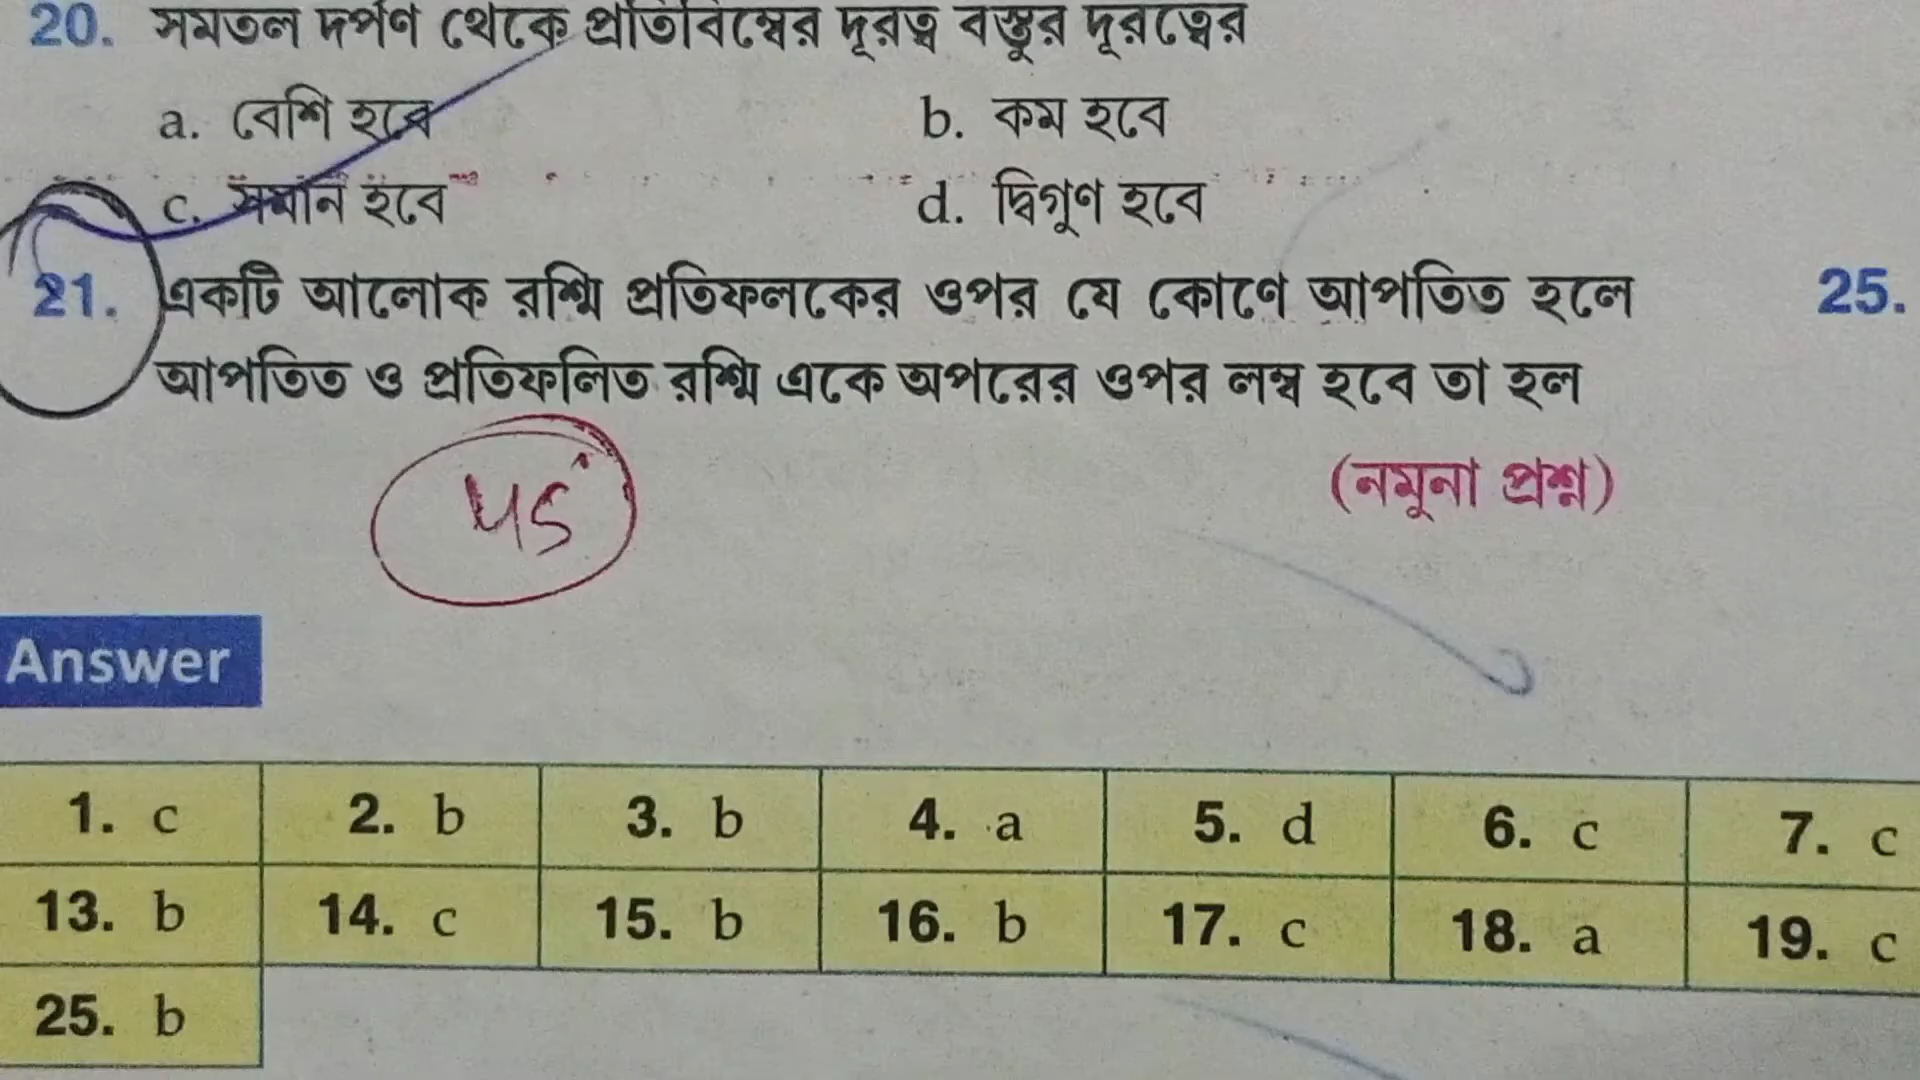 20. সমতল দর্পণ থেকে প্রতিবিম্বের দূরত্ব বস্তুর দূরত্বের
a. বেশি হবে b. কম হবে
c. সমান হবে d. দ্বিগুণ হবে
21. একটি আলোক রশ্মি প্রতিফলকের ওপর যে কোণে আপতিত হলে
আপতিত ও প্রতিফলিত রশ্মি একে অপরের ওপর লম্ব হবে তা হল
(নমুনা প্রশ্ন)
45°
25.
Answer
1. c 2. b 3. b 4. a 5. d 6. c 7. c
13. b 14. c 15. b 16. b 17. c 18. a 19. c
25. b